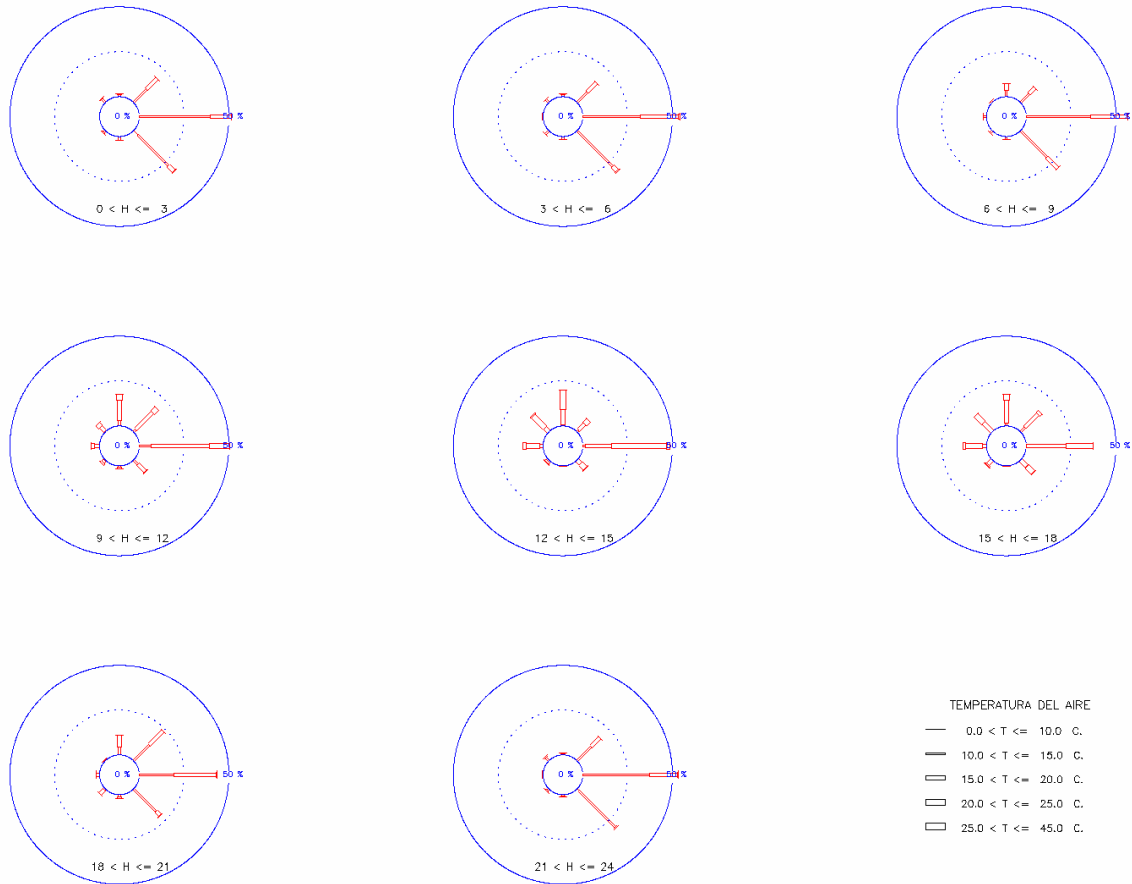 0 %
50 %
0 < H <= 3
0 %
50 %
3 < H <= 6
0 %
50 %
6 < H <= 9
0 %
50 %
9 < H <= 12
0 %
50 %
12 < H <= 15
0 %
50 %
15 < H <= 18
0 %
50 %
18 < H <= 21
0 %
50 %
21 < H <= 24
TEMPERATURA DEL AIRE
0.0 < T <= 10.0 C.
10.0 < T <= 15.0 C.
15.0 < T <= 20.0 C.
20.0 < T <= 25.0 C.
25.0 < T <= 45.0 C.